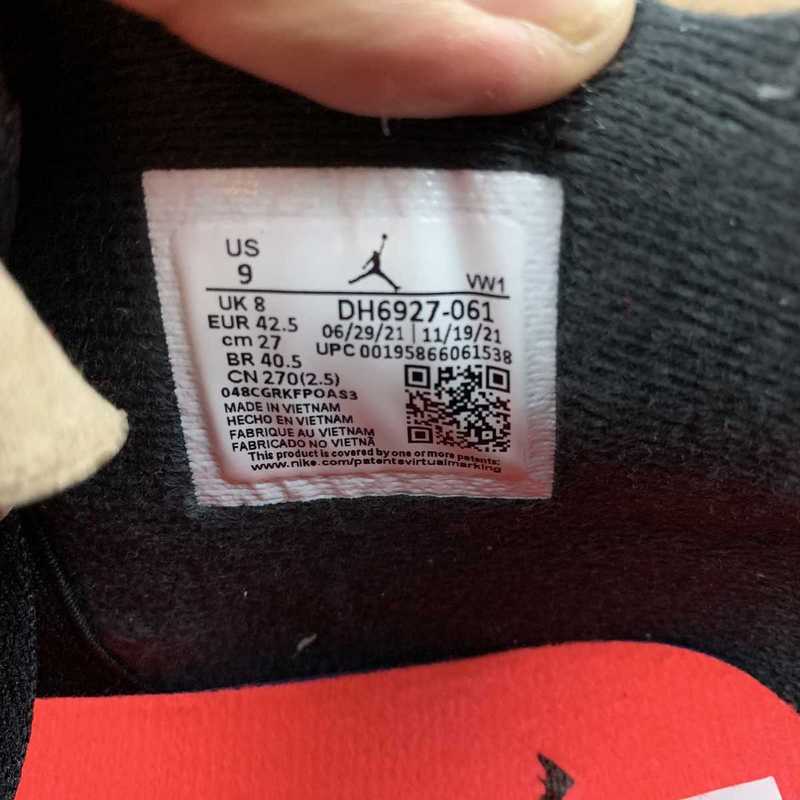 US
9
VW1
UK 8
EUR 42.5
cm 27
BR 40.5
CN 270(2.5)
DH6927-061
06/29/21 | 11/19/21
UPC 00195866061538
048CGRKFPOAS3
MADE IN VIETNAM
HECHO EN VIETNAM
FABRIQUE AU VIETNAM
FABRICADO NO VIETNÃ
This product is covered by one or more patents:
www.nike.com/patentsvirtualmarking